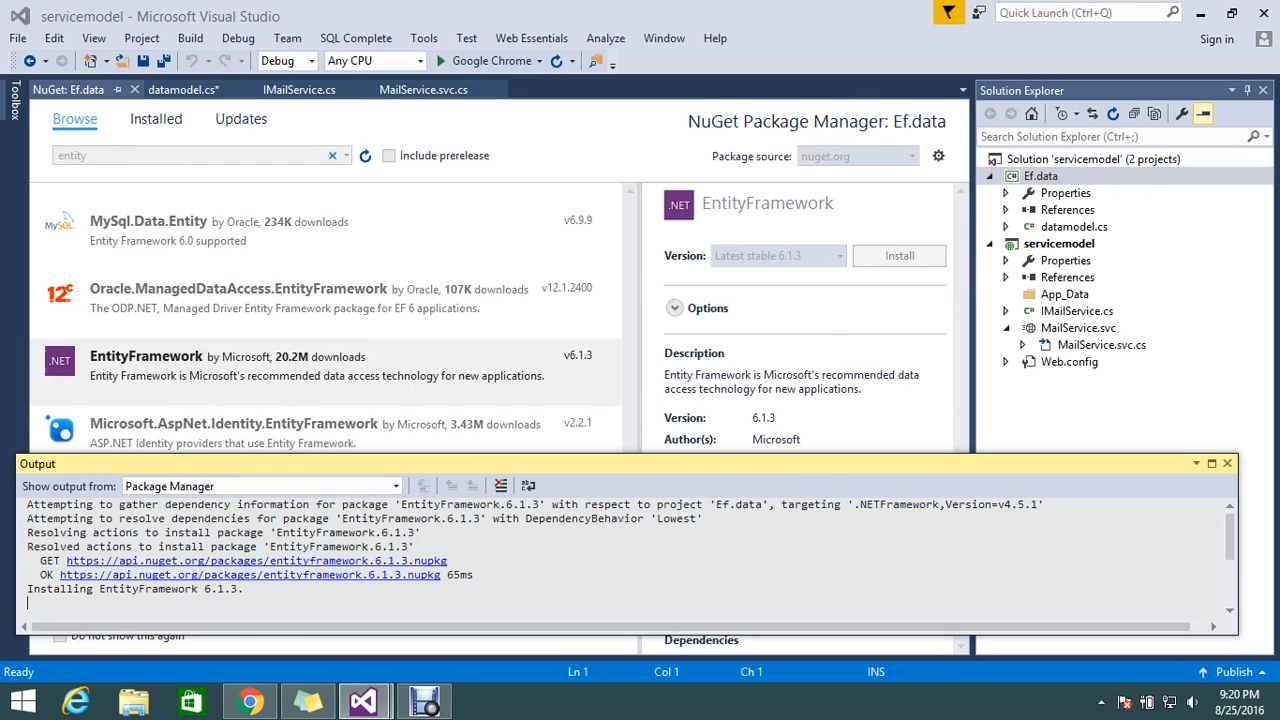 servicemodel - Microsoft Visual Studio
Quick Launch (Ctrl+Q)
File Edit View Project Build Debug Team SQL Complete Tools Test Web Essentials Analyze Window Help
Sign in
Debug Any CPU Google Chrome
Toolbox
NuGet: Ef.data datamodel.cs* IMailService.cs MailService.svc.cs
Browse Installed Updates
NuGet Package Manager: Ef.data
entity
Include prerelease
Package source: nuget.org
MySql.Data.Entity by Oracle, 234K downloads v6.9.9
Entity Framework 6.0 supported
12c
Oracle.ManagedDataAccess.EntityFramework by Oracle, 107K downloads v12.1.2400
The ODP.NET, Managed Driver Entity Framework package for EF 6 applications.
.NET
EntityFramework by Microsoft, 20.2M downloads v6.1.3
Entity Framework is Microsoft's recommended data access technology for new applications.
Microsoft.AspNet.Identity.EntityFramework by Microsoft, 3.43M downloads v2.2.1
ASP.NET Identity providers that use Entity Framework.
.NET EntityFramework
Version: Latest stable 6.1.3 Install
Options
Description
Entity Framework is Microsoft's recommended data
access technology for new applications.
Version: 6.1.3
Author(s): Microsoft
Solution Explorer
Search Solution Explorer (Ctrl+;)
Solution 'servicemodel' (2 projects)
C# Ef.data
Properties
References
C# datamodel.cs
servicemodel
Properties
References
App_Data
C# IMailService.cs
MailService.svc
MailService.svc.cs
Web.config
Output
Show output from: Package Manager
Attempting to gather dependency information for package 'EntityFramework.6.1.3' with respect to project 'Ef.data', targeting '.NETFramework,Version=v4.5.1'
Attempting to resolve dependencies for package 'EntityFramework.6.1.3' with DependencyBehavior 'Lowest'
Resolving actions to install package 'EntityFramework.6.1.3'
Resolved actions to install package 'EntityFramework.6.1.3'
GET https://api.nuget.org/packages/entityframework.6.1.3.nupkg
OK https://api.nuget.org/packages/entityframework.6.1.3.nupkg 65ms
Installing EntityFramework 6.1.3.
Do not show this again
Dependencies
Ready Ln 1 Col 1 Ch 1 INS Publish
9:20 PM
8/25/2016